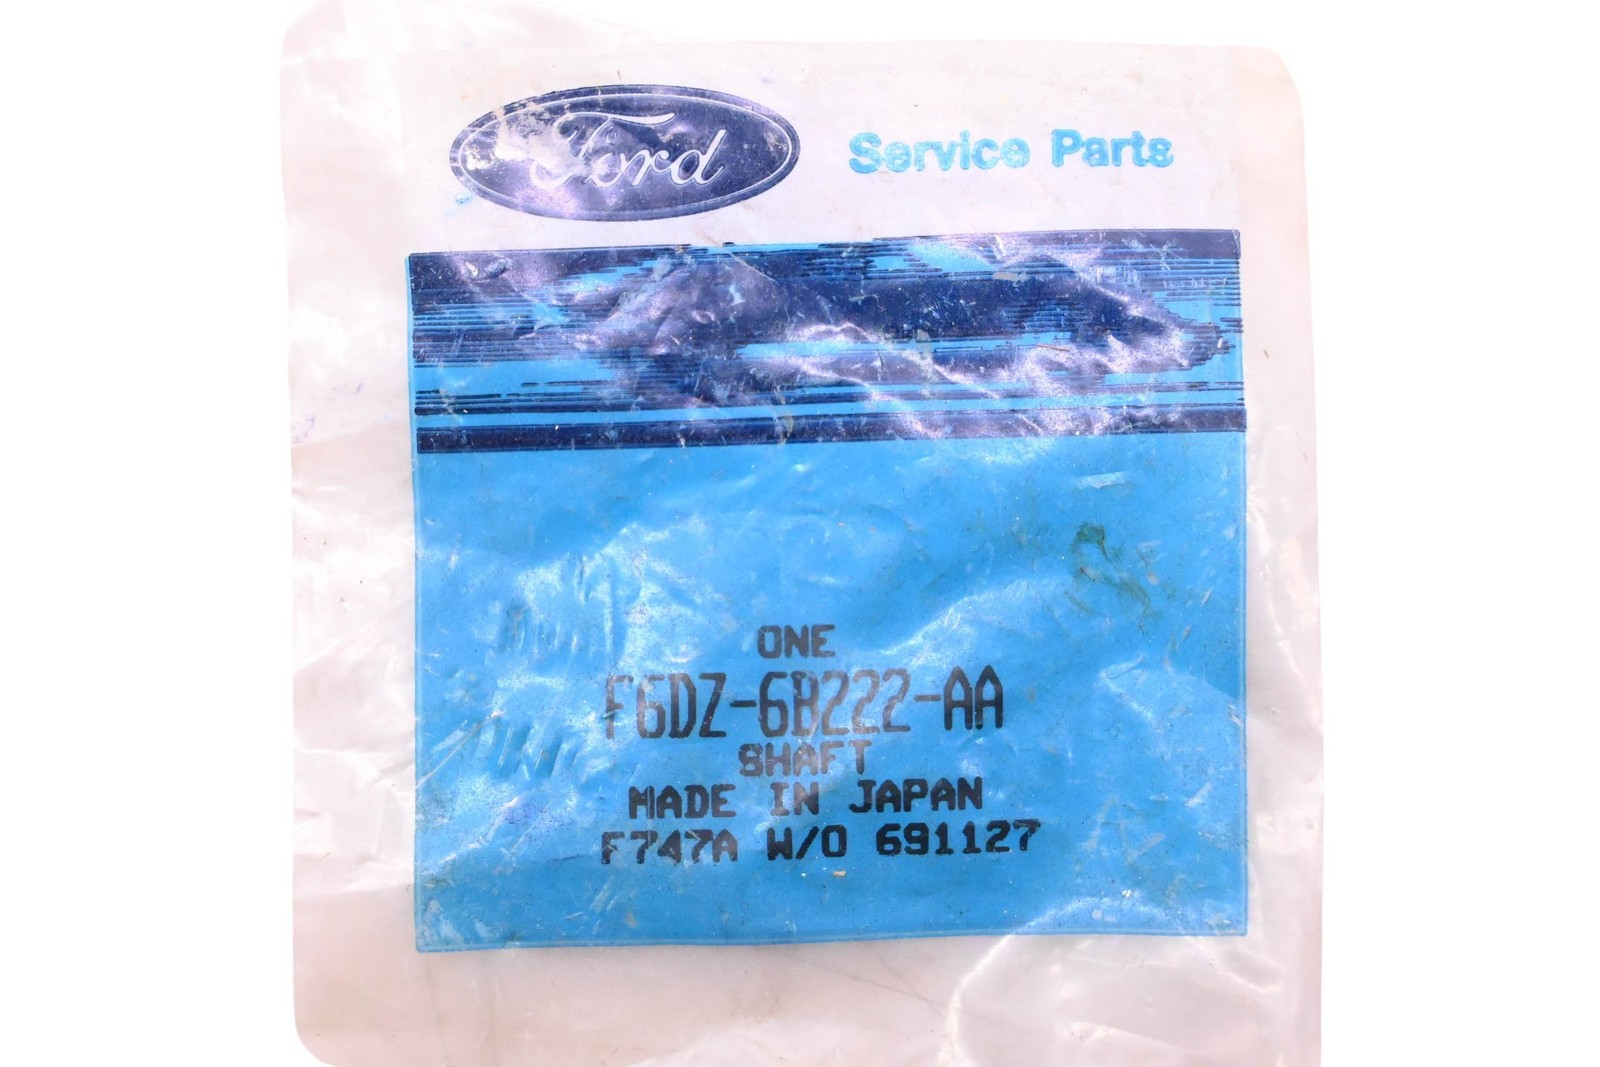 Ford
Service Parts
ONE
F6DZ-6B222-AA
SHAFT
MADE IN JAPAN
F747A W/O 691127